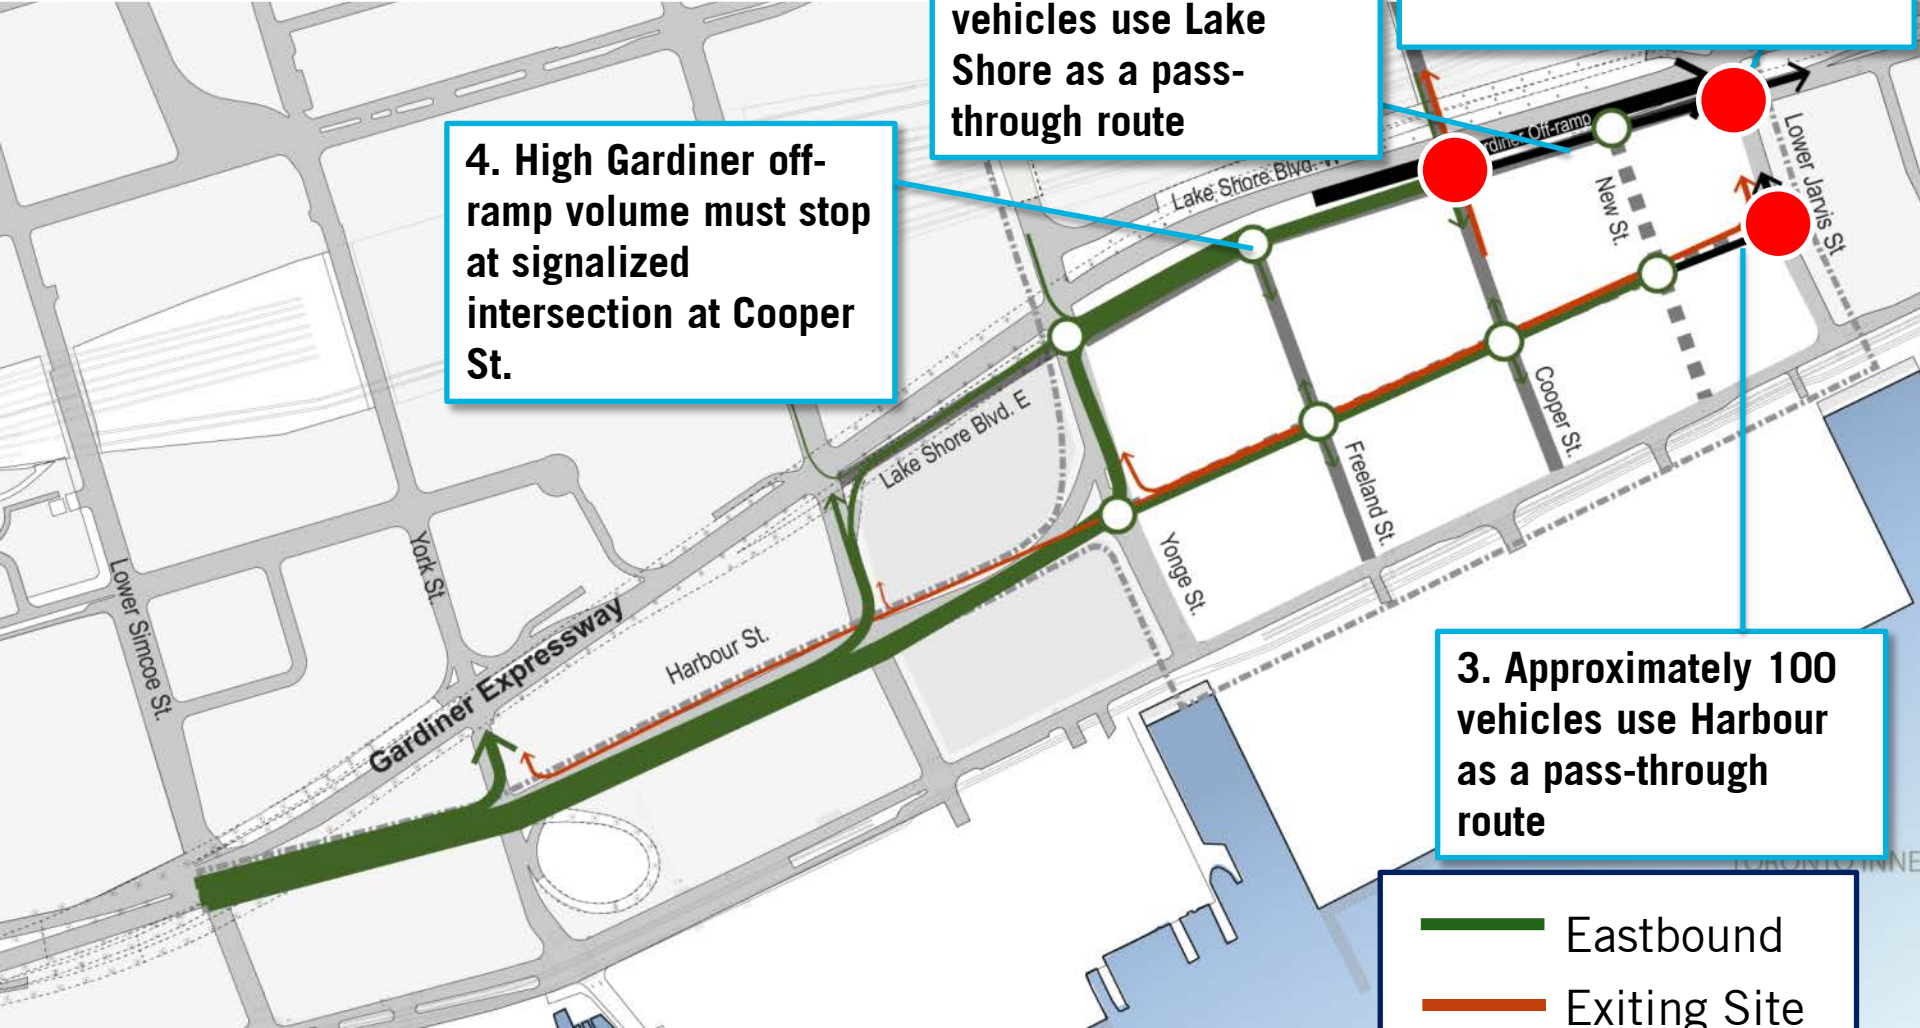 vehicles use Lake
Shore as a pass-
through route
4. High Gardiner off-
ramp volume must stop
at signalized
intersection at Cooper
St.
Lake Shore Blvd.
Off-ramp
New St.
Lower Jarvis St
Lake Shore Blvd. E
Cooper St.
Freeland St.
Yonge St.
York St.
Lower Simcoe St.
Gardiner Expressway
Harbour St.
3. Approximately 100
vehicles use Harbour
as a pass-through
route
TORONTO INNE
Eastbound
Exiting Site